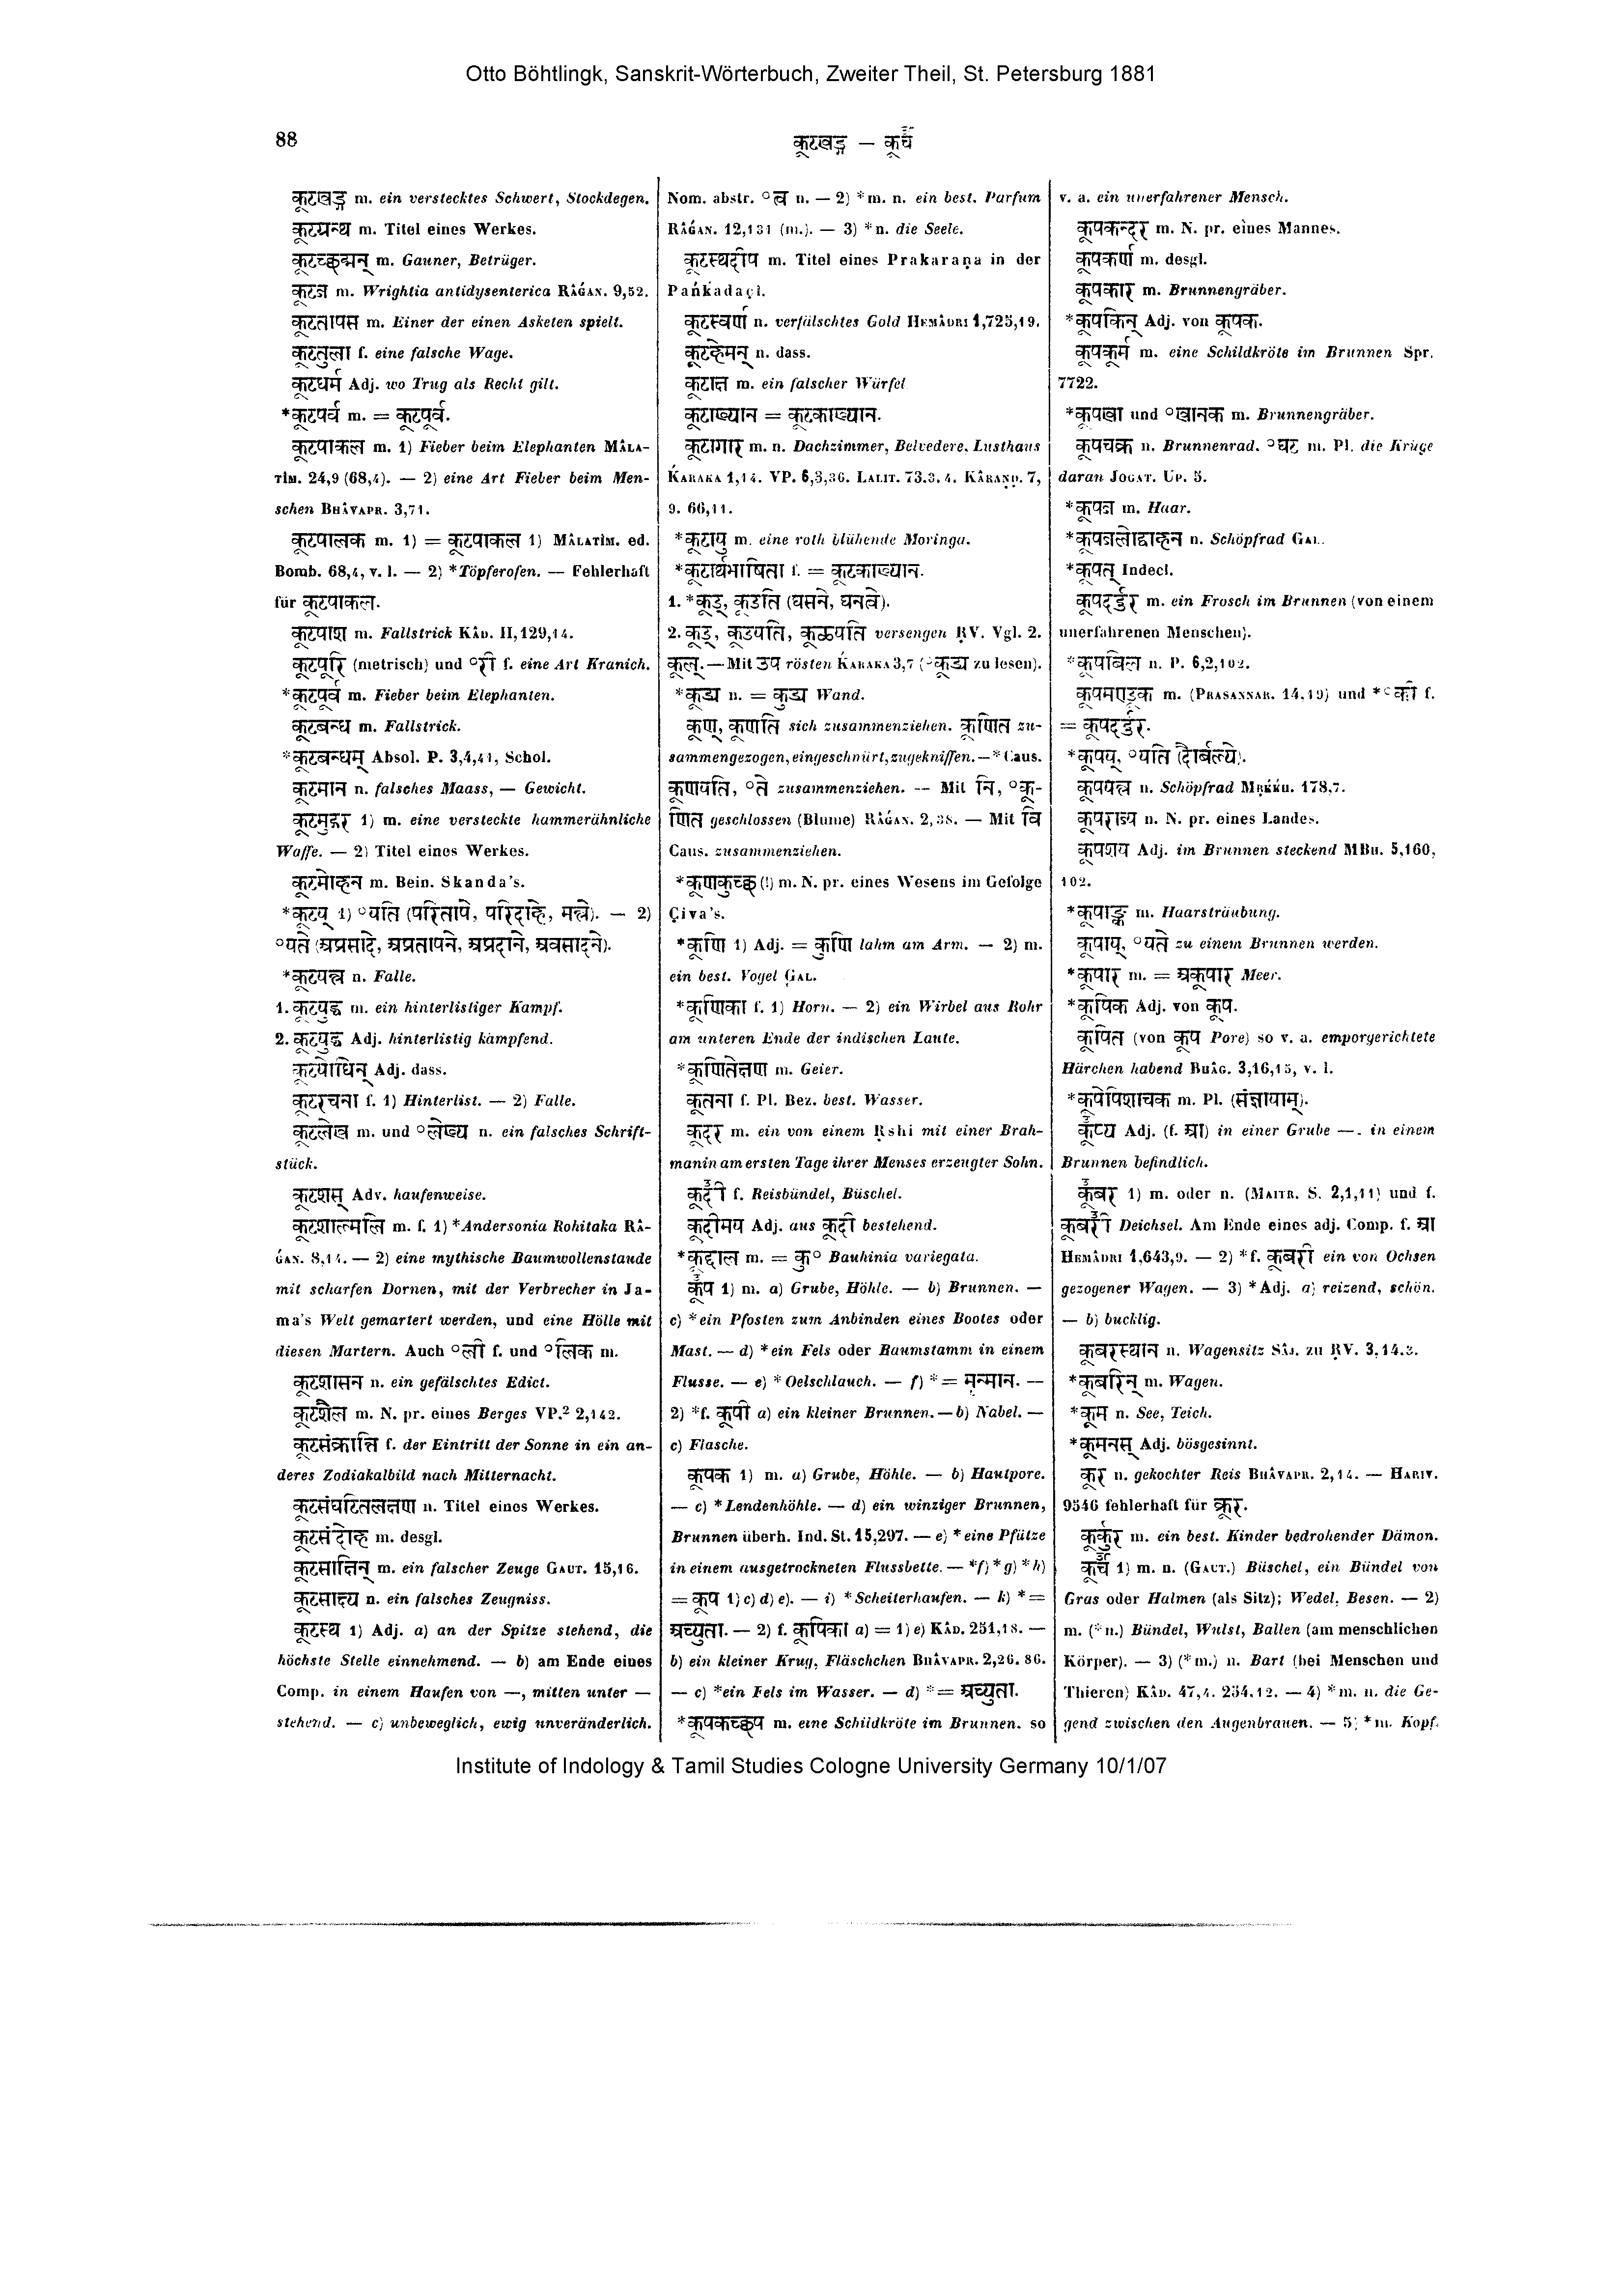 Otto Böhtlingk, Sanskrit-Wörterbuch, Zweiter Theil, St. Petersburg 1881
88
कूटखड्ग — कूर्च
कूटखड्ग m. ein verstecktes Schwert, Stockdegen.
कूटग्रन्थ m. Titel eines Werkes.
कूटच्छद्मन् m. Gauner, Betrüger.
कूटज m. Wrightia antidysenterica Râgan. 9,52.
कूटतापस m. Einer der einen Asketen spielt.
कूटतुला f. eine falsche Wage.
कूटधर्म Adj. wo Trug als Recht gilt.
*कूटपर्व m. = कूटपूर्व.
कूटपाकल m. 1) Fieber beim Elephanten Mâla-
tîm. 24,9 (68,4). — 2) eine Art Fieber beim Men-
schen Bhâvapr. 3,71.
कूटपालक m. 1) = कूटपाकल 1) Mâlatîm. ed.
Bomb. 68,4, v. l. — 2) *Töpferofen. — Fehlerhaft
für कूटपाकल.
कूटपाश m. Fallstrick Kâd. II,129,14.
कूटपूरि (metrisch) und °री f. eine Art Kranich.
*कूटपूर्व m. Fieber beim Elephanten.
कूटबन्ध m. Fallstrick.
*कूटबन्धम् Absol. P. 3,4,41, Schol.
कूटमान n. falsches Maass, — Gewicht.
कूटमुद्गर 1) m. eine versteckte hammerähnliche
Waffe. — 2) Titel eines Werkes.
कूटमोहन m. Bein. Skanda's.
*कूटय् 1) °यति (परितापे, परिदाहे, मन्त्रे). — 2)
°यते (अप्रसादे, अप्रतापने, अप्रदाने, अवसादने).
*कूटयन्त्र n. Falle.
1. कूटयुद्ध m. ein hinterlistiger Kampf.
2. कूटयुद्ध Adj. hinterlistig kämpfend.
कूटयोधिन् Adj. dass.
कूटरचना f. 1) Hinterlist. — 2) Falle.
कूटलेख m. und °लेख्य n. ein falsches Schrift-
stück.
कूटशस् Adv. haufenweise.
कूटशाल्मलि m. f. 1) *Andersonia Rohitaka Râ-
gan. 8,14. — 2) eine mythische Baumwollenstaude
mit scharfen Dornen, mit der Verbrecher in Ja-
ma's Welt gemartert werden, und eine Hölle mit
diesen Martern. Auch °ली f. und °लिक m.
कूटशासन n. ein gefälschtes Edict.
कूटशैल m. N. pr. eines Berges VP.² 2,142.
कूटसंक्रान्ति f. der Eintritt der Sonne in ein an-
deres Zodiakalbild nach Mitternacht.
कूटसंघटितलक्षण n. Titel eines Werkes.
कूटसंदोह m. desgl.
कूटसाक्षिन् m. ein falscher Zeuge Gaut. 15,16.
कूटसाक्ष्य n. ein falsches Zeugniss.
कूटस्थ 1) Adj. a) an der Spitze stehend, die
höchste Stelle einnehmend. — b) am Ende eines
Comp. in einem Haufen von —, mitten unter —
stehend. — c) unbeweglich, ewig unveränderlich.
Nom. abstr. °त्व n. — 2) *m. n. ein best. Parfum
Râgan. 12,131 (m.). — 3) *n. die Seele.
कूटस्थदीप m. Titel eines Prakaraṇa in der
Pańkadaçî.
कूटस्वर्ण n. verfälschtes Gold Hemâdri 1,725,19.
कूटहेमन् n. dass.
कूटाक्ष m. ein falscher Würfel
कूटाख्यान = कूटकाख्यान.
कूटागार m. n. Dachzimmer, Belvedere, Lusthaus
Karaka 1,14. VP. 6,3,36. Lalit. 73.3. 4. Kârand. 7,
9. 66,11.
*कूटायु m. eine roth blühende Moringa.
*कूटार्थभाषिता f. = कूटकाख्यान.
1. *कूड्, कूडति (घसने, घनत्वे).
2. कूड्, कूडयति, कूळयति versengen ṚV. Vgl. 2.
कूल्. — Mit उप rösten Karaka 3,7 (°कूड्य zu lesen).
*कूड्य n. = कुड्य Wand.
कूण्, कूणति sich zusammenziehen. कूणित zu-
sammengezogen, eingeschnürt, zugekniffen. — *Caus.
कूणयति, °ते zusammenziehen. — Mit नि, °कू-
णित geschlossen (Blume) Râgan. 2,38. — Mit वि
Caus. zusammenziehen.
*कूणकुच्छ (!) m. N. pr. eines Wesens im Gefolge
Çiva's.
*कूणि 1) Adj. = कुणि lahm am Arm. — 2) m.
ein best. Vogel Gal.
*कूणिका f. 1) Horn. — 2) ein Wirbel aus Rohr
am unteren Ende der indischen Laute.
*कूणितेक्षण m. Geier.
कूतना f. Pl. Bez. best. Wasser.
कूदर m. ein von einem Ṛshi mit einer Brah-
manin am ersten Tage ihrer Menses erzeugter Sohn.
कूदी f. Reisbündel, Büschel.
कूदीमय Adj. aus कूदी bestehend.
*कूद्दाल m. = कु° Bauhinia variegata.
कूप 1) m. a) Grube, Höhle. — b) Brunnen. —
c) *ein Pfosten zum Anbinden eines Bootes oder
Mast. — d) *ein Fels oder Baumstamm in einem
Flusse. — e) *Oelschlauch. — f) * = मृन्मान. —
2) *f. कूपी a) ein kleiner Brunnen. — b) Nabel. —
c) Flasche.
कूपक 1) m. a) Grube, Höhle. — b) Hautpore.
— c) *Lendenhöhle. — d) ein winziger Brunnen,
Brunnen überh. Ind. St. 15,297. — e) *eine Pfütze
in einem ausgetrockneten Flussbette. — *f) *g) *h)
= कूप 1) c) d) e). — i) *Scheiterhaufen. — k) * =
अच्युता. — 2) f. कूपिका a) = 1) e) Kâd. 251,18. —
b) ein kleiner Krug, Fläschchen Bhâvapr. 2,26. 86.
— c) *ein Fels im Wasser. — d) * = अच्युता.
*कूपकच्छप m. eine Schildkröte im Brunnen. so
v. a. ein unerfahrener Mensch.
कूपकन्दर m. N. pr. eines Mannes.
कूपकर्ण m. desgl.
कूपकार m. Brunnengräber.
*कूपकिन् Adj. von कूपक.
कूपकूर्म m. eine Schildkröte im Brunnen Spr.
7722.
*कूपखा und °खानक m. Brunnengräber.
कूपचक्र n. Brunnenrad. °घट m. Pl. die Krüge
daran Jogat. Up. 5.
*कूपज m. Haar.
*कूपजलोद्वाहन n. Schöpfrad Gal.
*कूपत् Indecl.
कूपदर्दुर m. ein Frosch im Brunnen (von einem
unerfahrenen Menschen).
*कूपबिल n. P. 6,2,102.
कूपमण्डूक m. (Prasannar. 14,19) und *°की f.
= कूपदर्दुर.
*कूपय्, °यति (दौर्बल्ये).
कूपयन्त्र n. Schöpfrad Mṛkkh. 178,7.
कूपराज्य n. N. pr. eines Landes.
कूपशय Adj. im Brunnen steckend MBh. 5,160,
102.
*कूपाङ्ग m. Haarsträubung.
कूपाय्, °यते zu einem Brunnen werden.
*कूपार m. = अकूपार Meer.
*कूपिक Adj. von कूप.
कूपित (von कूप Pore) so v. a. emporgerichtete
Härchen habend Bhâg. 3,16,15, v. l.
*कूपेपिशाचक m. Pl. (संज्ञायाम्).
कूप्य Adj. (f. आ) in einer Grube —, in einem
Brunnen befindlich.
कूबर 1) m. oder n. (Maitr. S. 2,1,11) und f.
कूबरी Deichsel. Am Ende eines adj. Comp. f. आ
Hemâdri 1,643,9. — 2) *f. कूबरी ein von Ochsen
gezogener Wagen. — 3) *Adj. a) reizend, schön.
— b) bucklig.
कूबरस्थान n. Wagensitz Sâj. zu ṚV. 3,14,3.
*कूबरिन् m. Wagen.
*कूम n. See, Teich.
*कूमनस् Adj. bösgesinnt.
कूर n. gekochter Reis Bhâvapr. 2,14. — Hariv.
9546 fehlerhaft für क्रूर.
कूर्कुर m. ein best. Kinder bedrohender Dämon.
कूर्च 1) m. n. (Gaut.) Büschel, ein Bündel von
Gras oder Halmen (als Sitz); Wedel, Besen. — 2)
m. (*n.) Bündel, Wulst, Ballen (am menschlichen
Körper). — 3) (*m.) n. Bart (bei Menschen und
Thieren) Kâd. 47,4. 254.12. — 4) *m. n. die Ge-
gend zwischen den Augenbrauen. — 5) *m. Kopf.
Institute of Indology & Tamil Studies Cologne University Germany 10/1/07